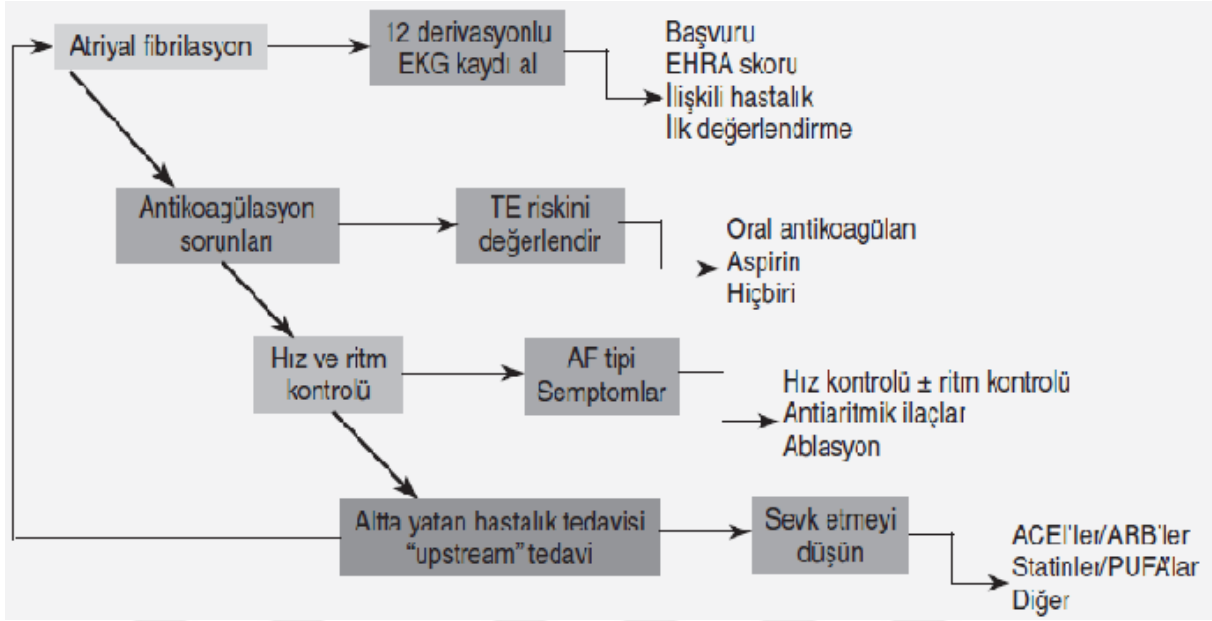 Atriyal fibrilasyon
12 derivasyonlu
EKG kaydı al
Başvuru
EHRA skoru
İlişkili hastalık
İlk değerlendirme
Antikoagülasyon
sorunları
TE riskini
değerlendir
Oral antikoagülan
Aspirin
Hiçbiri
Hız ve ritm
kontrolü
AF tipi
Semptomlar
Hız kontrolü ± ritm kontrolü
Antiaritmik ilaçlar
Ablasyon
Altta yatan hastalık tedavisi
“upstream” tedavi
Sevk etmeyi
düşün
ACEI'ler/ARB'ler
Statinler/PUFA'lar
Diğer